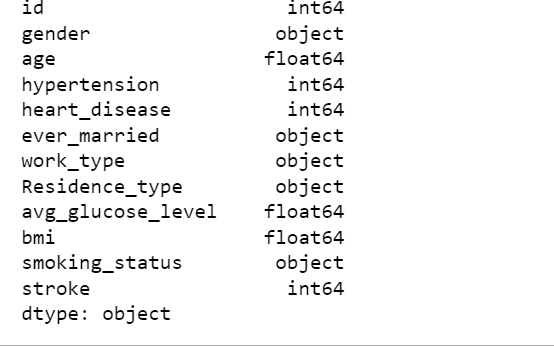 id int64
gender object
age float64
hypertension int64
heart_disease int64
ever_married object
work_type object
Residence_type object
avg_glucose_level float64
bmi float64
smoking_status object
stroke int64
dtype: object